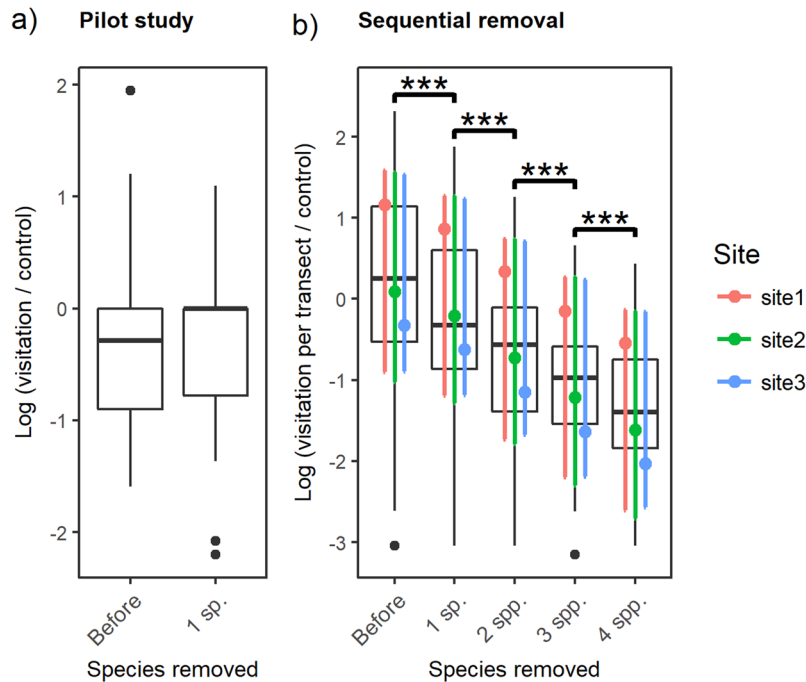 a) Pilot study
b) Sequential removal
Log (visitation / control)
2
1
0
-1
-2
Before
1 sp.
Species removed
Log (visitation per transect / control)
2
1
0
-1
-2
-3
***
***
***
***
Before
1 sp.
2 spp.
3 spp.
4 spp.
Species removed
Site
site1
site2
site3